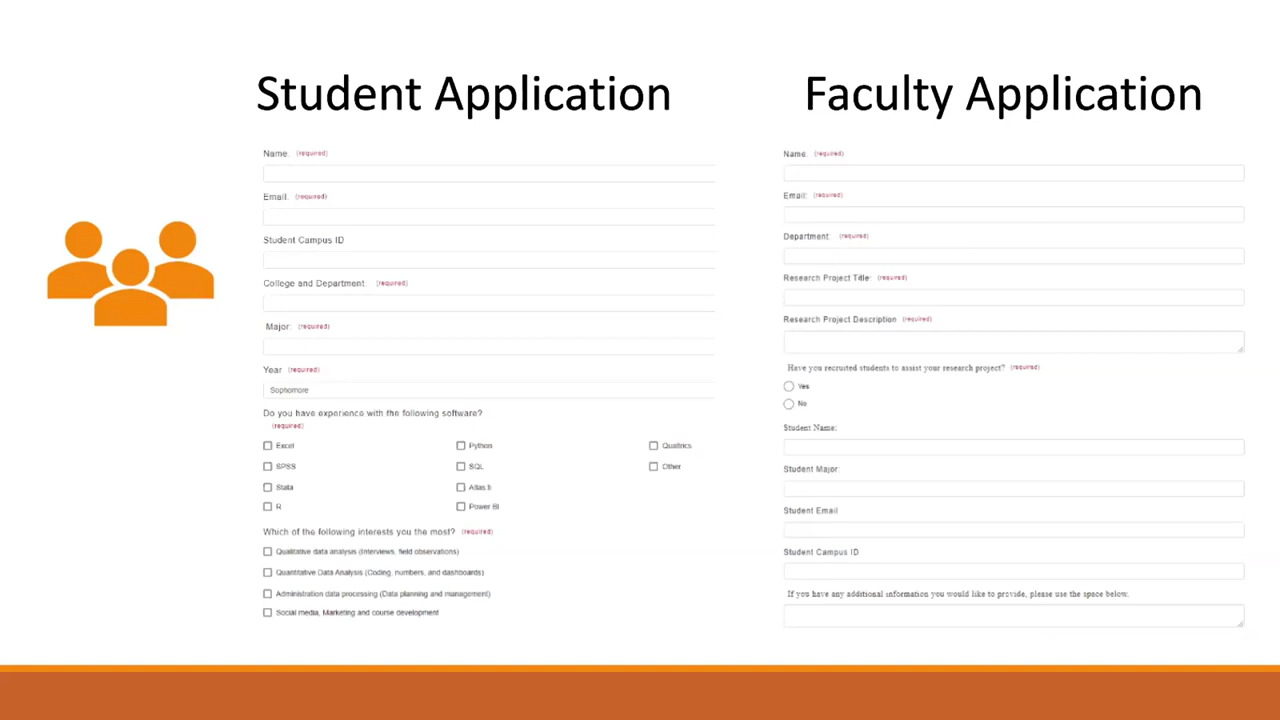 Student Application
Name: (required)
Email: (required)
Student Campus ID
College and Department: (required)
Major: (required)
Year (required)
Sophomore
Do you have experience with the following software?
(required)
Excel Python Qualtrics
SPSS SQL Other
Stata Atlas.ti
R Power BI
Which of the following interests you the most? (required)
Qualitative data analysis (Interviews, field observations)
Quantitative Data Analysis (Coding, numbers, and dashboards)
Administration data processing (Data planning and management)
Social media, Marketing and course development
Faculty Application
Name: (required)
Email: (required)
Department: (required)
Research Project Title: (required)
Research Project Description (required)
Have you recruited students to assist your research project? (required)
Yes
No
Student Name:
Student Major:
Student Email
Student Campus ID
If you have any additional information you would like to provide, please use the space below.